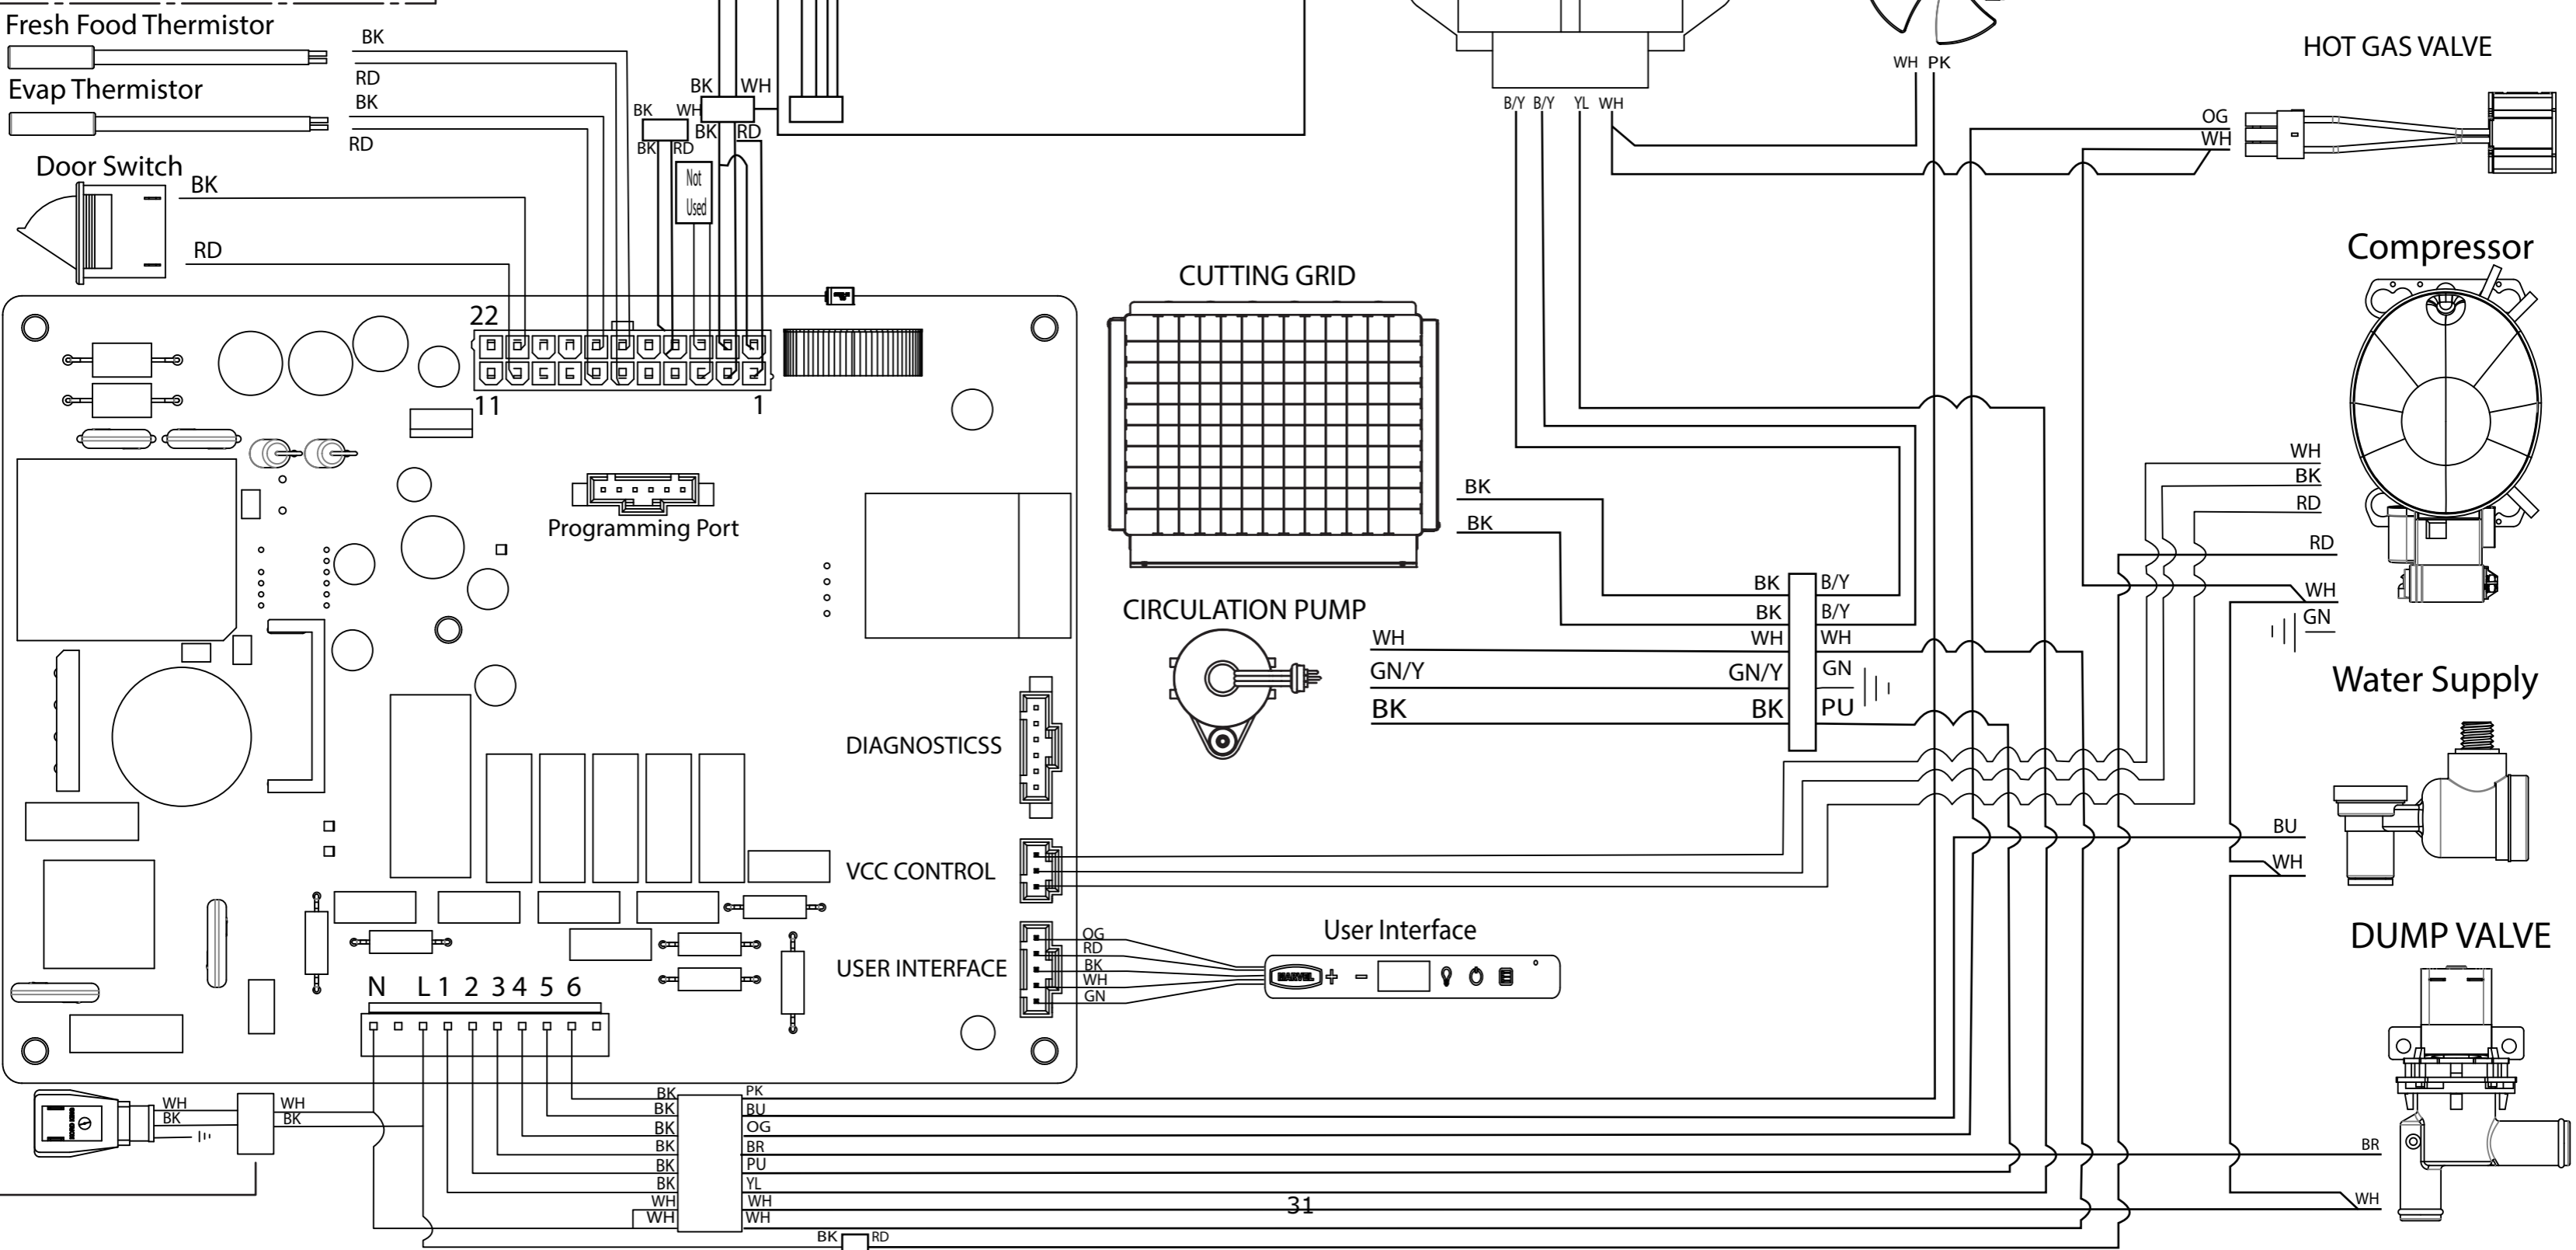 Fresh Food Thermistor
BK
RD
Evap Thermistor
BK
RD
Door Switch
BK
RD
BK WH
BK WH
BK RD
BK RD
Not
Used
22
11
1
Programming Port
CUTTING GRID
BK
BK
CIRCULATION PUMP
WH
GN/Y
BK
BK B/Y
BK B/Y
WH WH
GN/Y GN
BK PU
B/Y B/Y YL WH
WH PK
HOT GAS VALVE
OG
WH
Compressor
WH
BK
RD
RD
WH
GN
Water Supply
BU
WH
DUMP VALVE
BR
WH
DIAGNOSTICSS
VCC CONTROL
USER INTERFACE
OG
RD
BK
WH
GN
User Interface
MARVEL + -
N L 1 2 3 4 5 6
WH
BK
WH
BK
BK PK
BK BU
BK OG
BK BR
BK PU
BK YL
WH WH
WH WH
31
BK RD